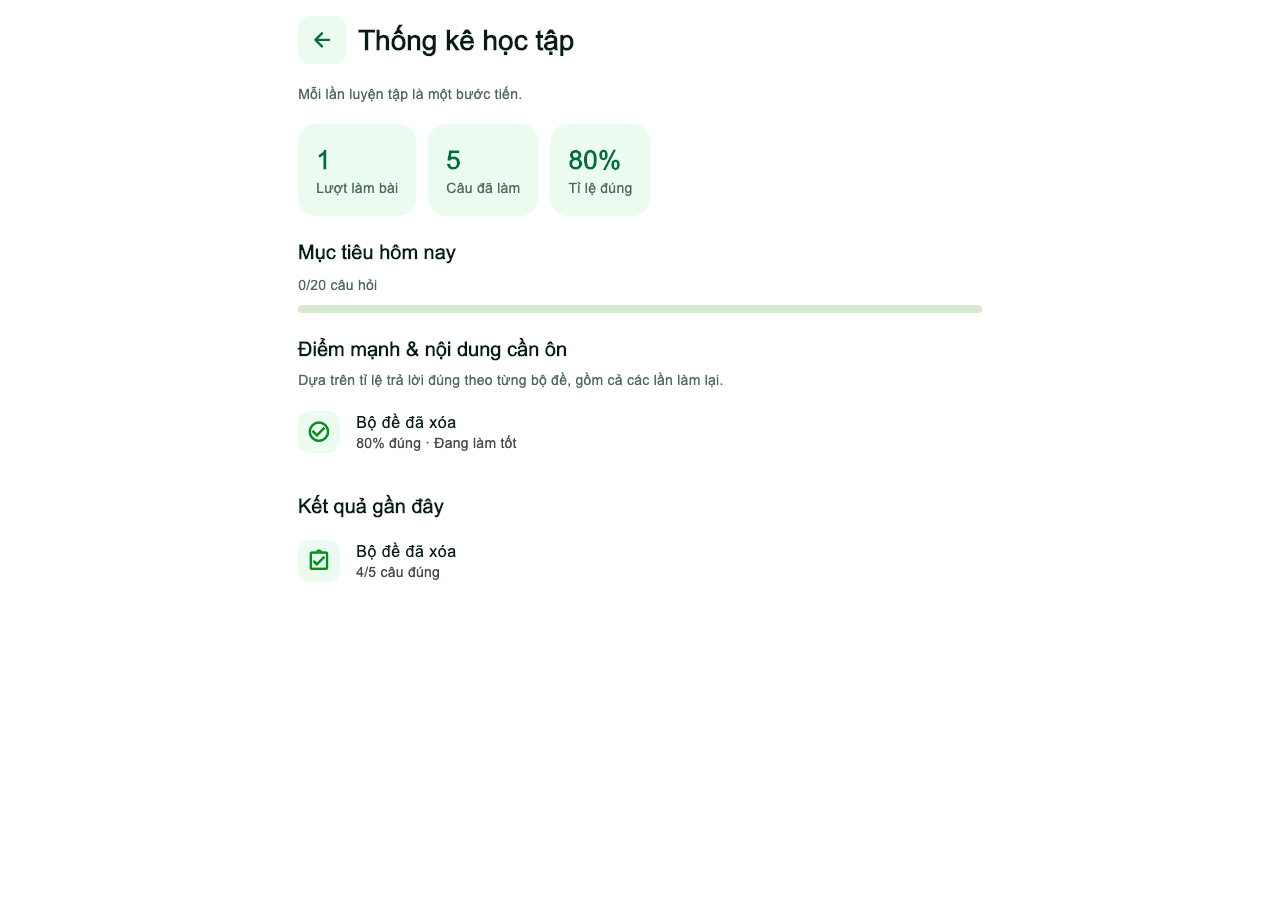 Thống kê học tập
Mỗi lần luyện tập là một bước tiến.
1
Lượt làm bài
5
Câu đã làm
80%
Tỉ lệ đúng
Mục tiêu hôm nay
0/20 câu hỏi
Điểm mạnh & nội dung cần ôn
Dựa trên tỉ lệ trả lời đúng theo từng bộ đề, gồm cả các lần làm lại.
Bộ đề đã xóa
80% đúng · Đang làm tốt
Kết quả gần đây
Bộ đề đã xóa
4/5 câu đúng